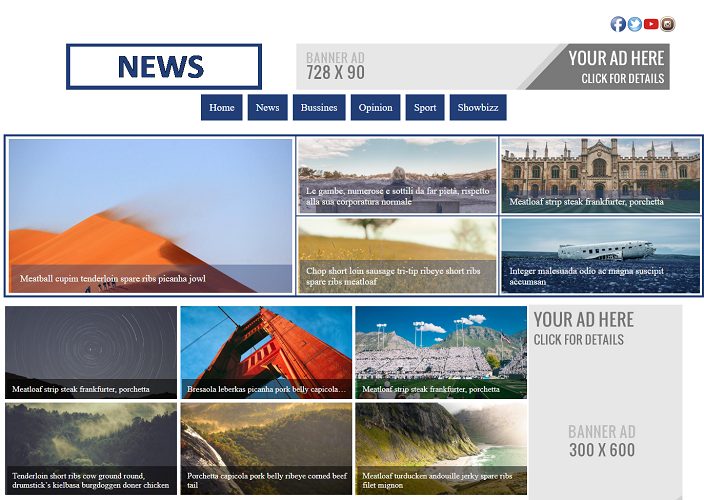 NEWS
BANNER AD
728 X 90
YOUR AD HERE
CLICK FOR DETAILS
Home
News
Bussines
Opinion
Sport
Showbizz
Meatball cupim tenderloin spare ribs picanha jowl
Le gambe, numerose e sottili da far pietà, rispetto
alla sua corporatura normale
Meatloaf strip steak frankfurter, porchetta
Chop short loin sausage tri-tip ribeye short ribs
spare ribs meatloaf
Integer malesuada odio ac magna suscipit
accumsan
Meatloaf strip steak frankfurter, porchetta
Bresaola leberkas picanha pork belly capicola…
Meatloaf strip steak frankfurter, porchetta
YOUR AD HERE
CLICK FOR DETAILS
Tenderloin short ribs cow ground round,
drumstick's kielbasa burgdoggen doner chicken
Porchetta capicola pork belly ribeye corned beef
tail
Meatloaf turducken andouille jerky spare ribs
filet mignon
BANNER AD
300 X 600